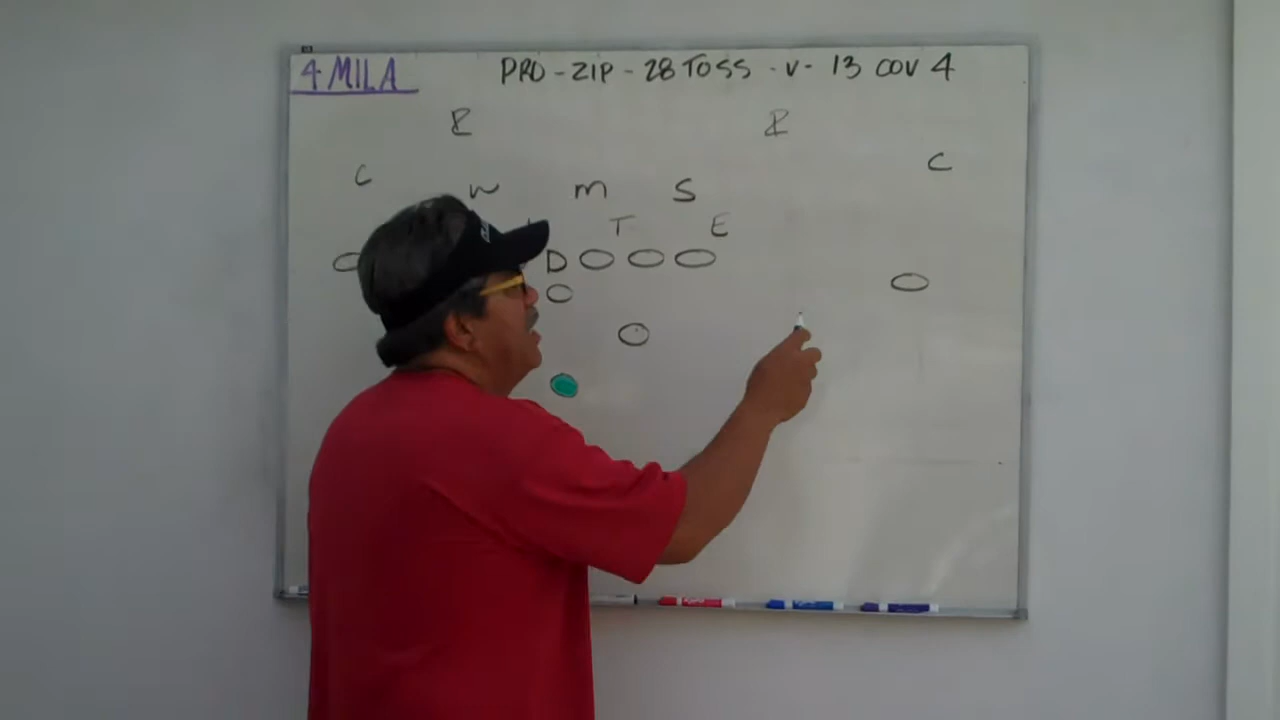 4 MILA PRO - ZIP - 28 TOSS - V - 13 COV 4
C C
W M S
T E
D